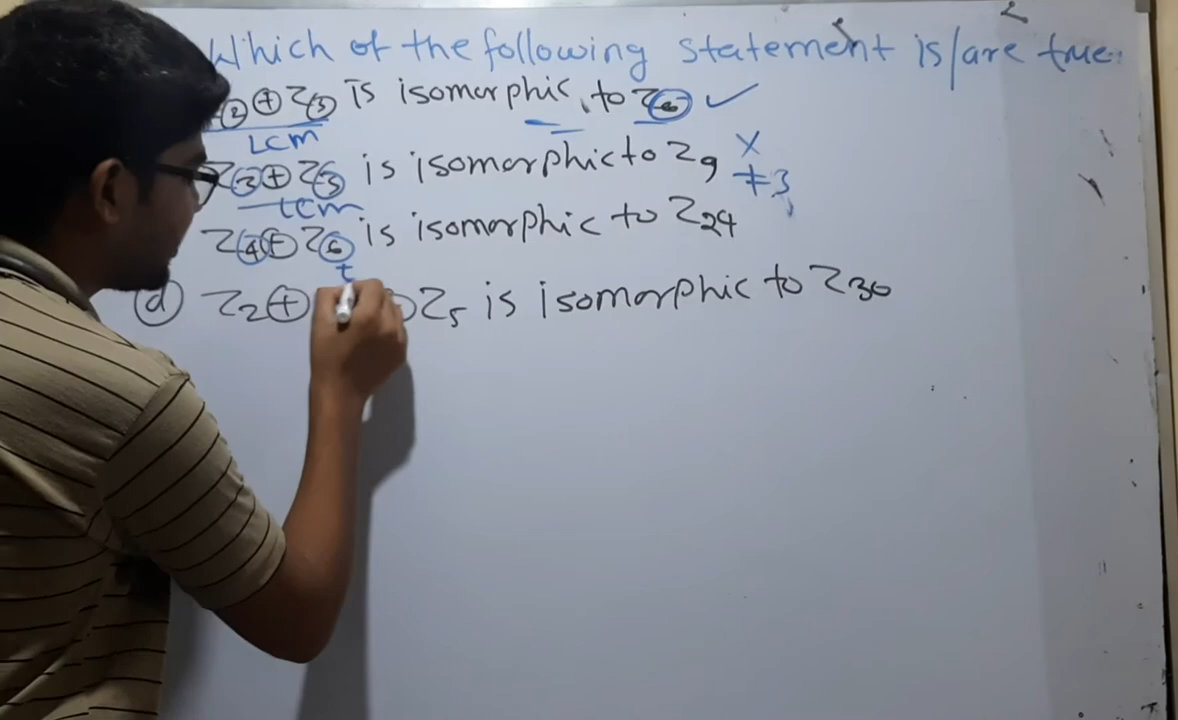 Which of the following statement is/are true.
Z2 ⊕ Z3 is isomorphic to Z6 ✓
LCM
Z3 ⊕ Z3 is isomorphic to Z9 ×
LCM ≠ 3
Z4 ⊕ Z6 is isomorphic to Z24
(d) Z2 ⊕ Z5 is isomorphic to Z30